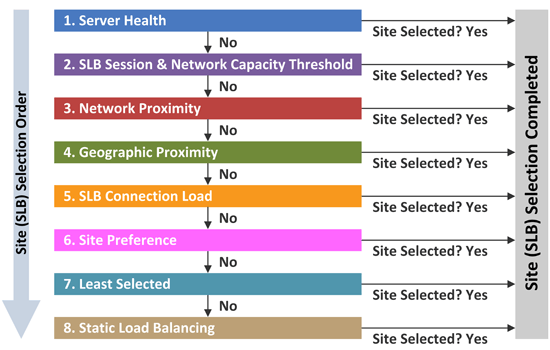 Site (SLB) Selection Order
1. Server Health
Site Selected? Yes
No
2. SLB Session & Network Capacity Threshold
Site Selected? Yes
No
3. Network Proximity
Site Selected? Yes
No
4. Geographic Proximity
Site Selected? Yes
No
5. SLB Connection Load
Site Selected? Yes
No
6. Site Preference
Site Selected? Yes
No
7. Least Selected
Site Selected? Yes
No
8. Static Load Balancing
Site Selected? Yes
Site (SLB) Selection Completed